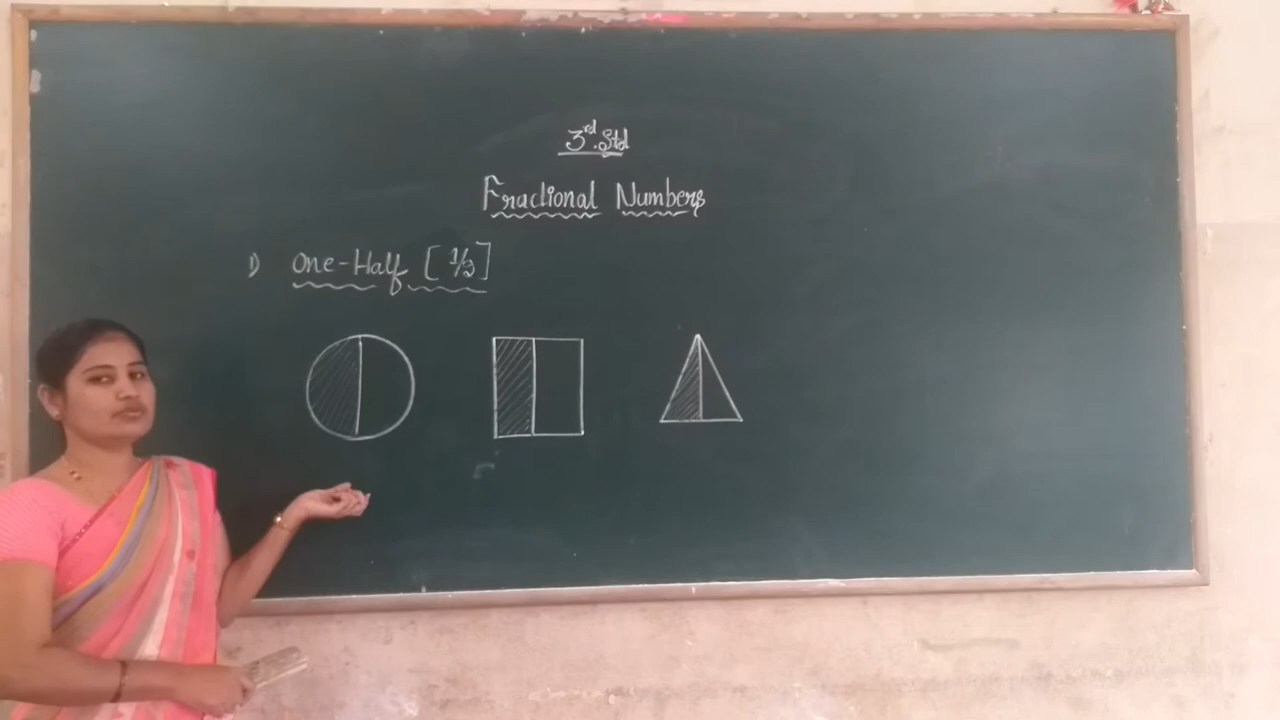 3rd.Std
Fractional Numbers
1) One-Half [1/2]